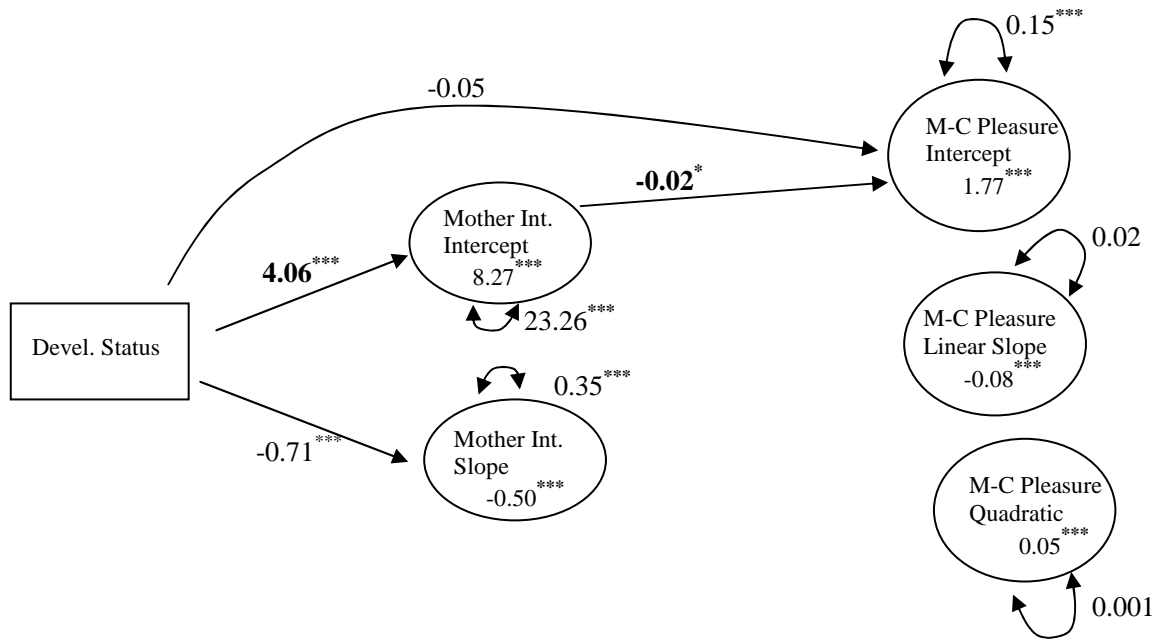 0.15***
-0.05
M-C Pleasure
Intercept
1.77***
-0.02*
Mother Int.
Intercept
8.27***
4.06***
23.26***
0.02
M-C Pleasure
Linear Slope
-0.08***
Devel. Status
0.35***
-0.71***
Mother Int.
Slope
-0.50***
M-C Pleasure
Quadratic
0.05***
0.001